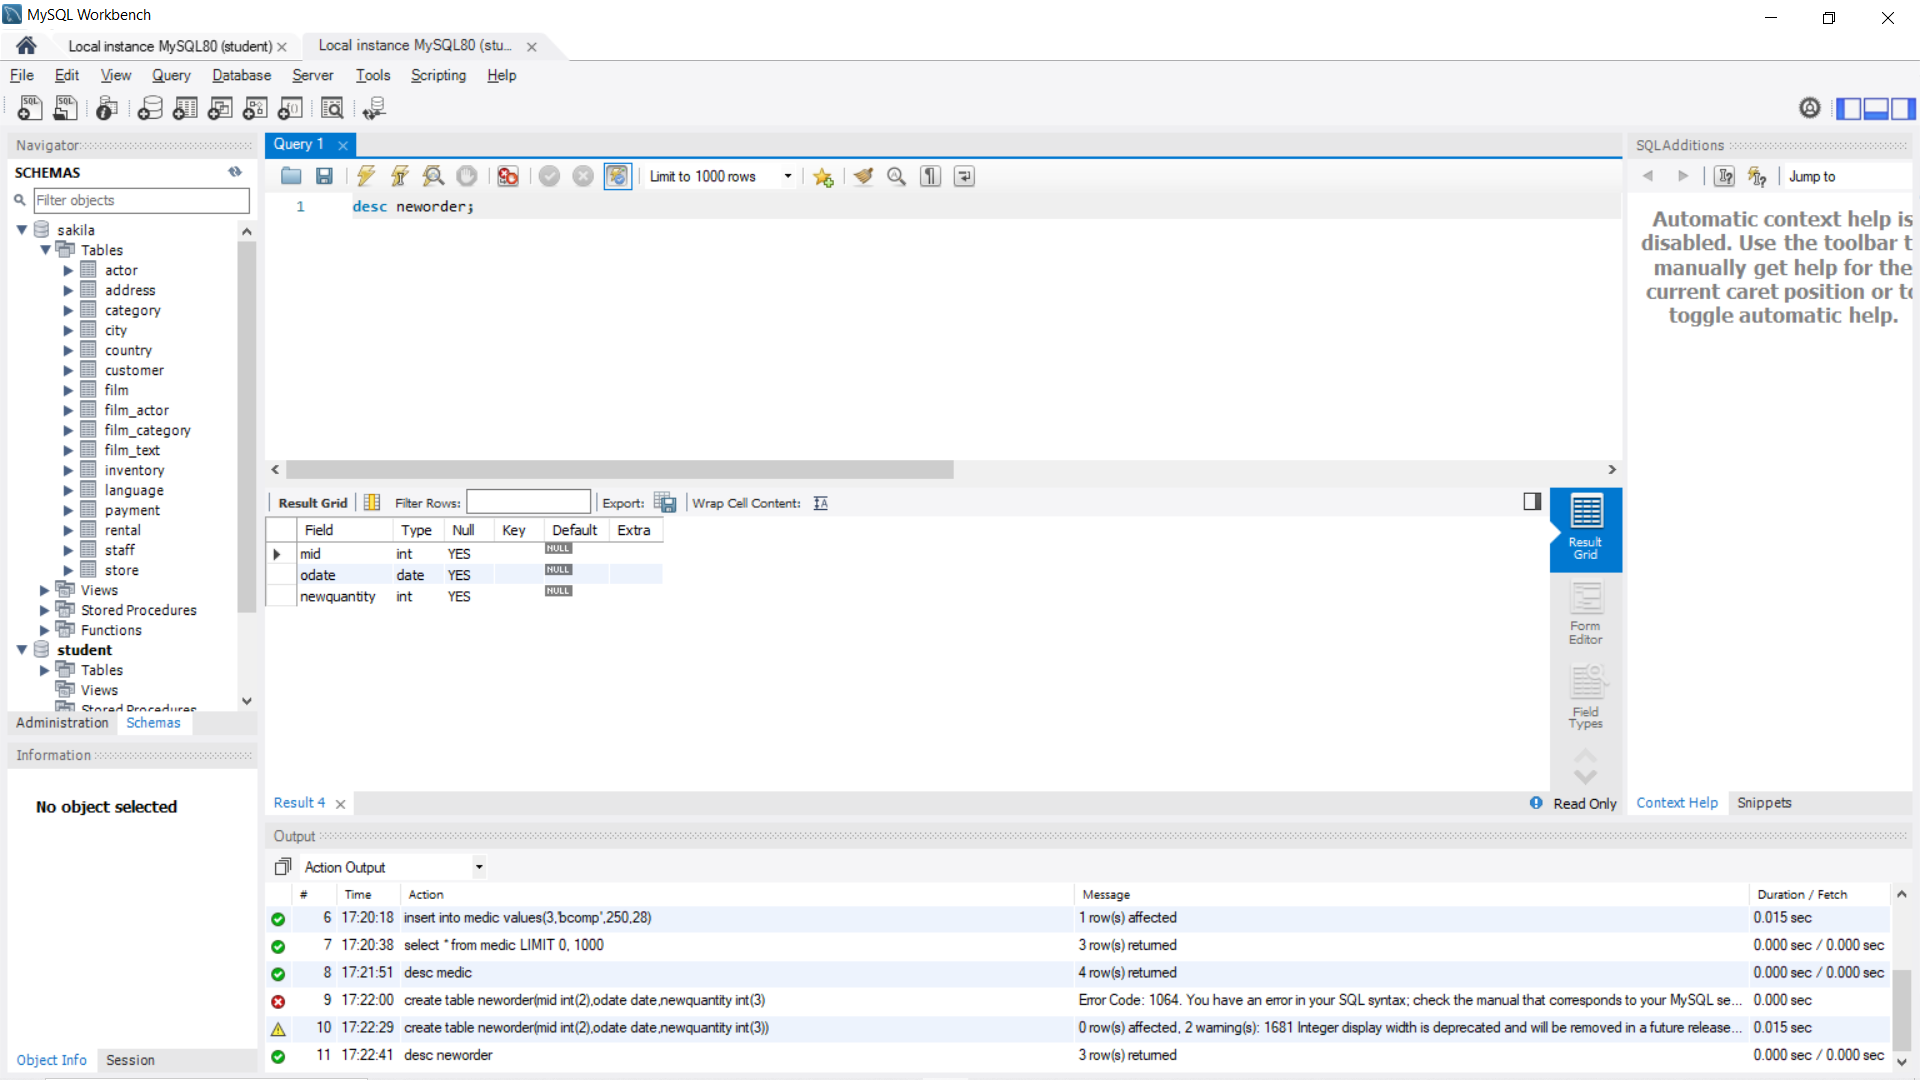 MySQL Workbench
Local instance MySQL80 (student)
Local instance MySQL80 (stu...
File Edit View Query Database Server Tools Scripting Help
Navigator
SCHEMAS
Filter objects
sakila
Tables
actor
address
category
city
country
customer
film
film_actor
film_category
film_text
inventory
language
payment
rental
staff
store
Views
Stored Procedures
Functions
student
Tables
Views
Stored Procedures
Administration Schemas
Information
No object selected
Object Info Session
Query 1
Limit to 1000 rows
1 desc neworder;
Result Grid Filter Rows: Export: Wrap Cell Content:
Field Type Null Key Default Extra
mid int YES NULL
odate date YES NULL
newquantity int YES NULL
Result Grid
Form Editor
Field Types
Result 4
Read Only
SQLAdditions
Jump to
Automatic context help is
disabled. Use the toolbar t
manually get help for the
current caret position or to
toggle automatic help.
Context Help Snippets
Output
Action Output
# Time Action Message Duration / Fetch
6 17:20:18 insert into medic values(3,'bcomp',250,28) 1 row(s) affected 0.015 sec
7 17:20:38 select * from medic LIMIT 0, 1000 3 row(s) returned 0.000 sec / 0.000 sec
8 17:21:51 desc medic 4 row(s) returned 0.000 sec / 0.000 sec
9 17:22:00 create table neworder(mid int(2),odate date,newquantity int(3) Error Code: 1064. You have an error in your SQL syntax; check the manual that corresponds to your MySQL se... 0.000 sec
10 17:22:29 create table neworder(mid int(2),odate date,newquantity int(3)) 0 row(s) affected, 2 warning(s): 1681 Integer display width is deprecated and will be removed in a future release... 0.015 sec
11 17:22:41 desc neworder 3 row(s) returned 0.000 sec / 0.000 sec